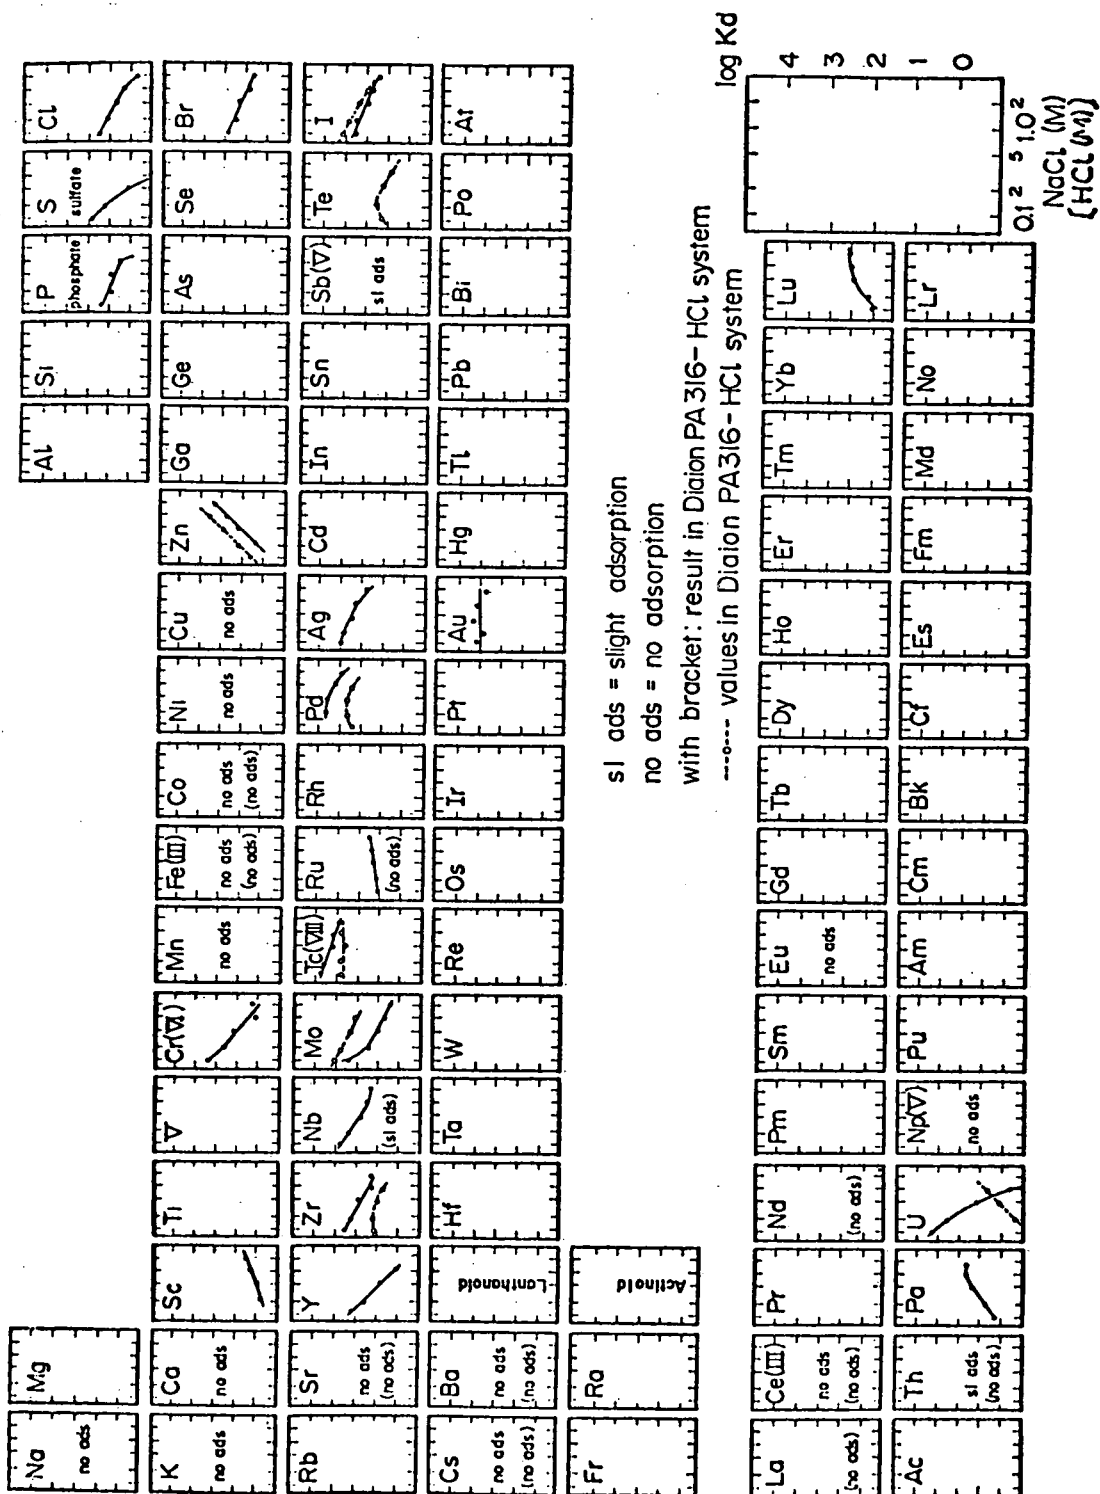 Na
no ads
Mg
Al
Si
P
phosphate
S
sulfate
Cl
K
no ads
Ca
no ads
Sc
Ti
V
Cr(VI)
Mn
no ads
Fe(III)
no ads
(no ads)
Co
no ads
(no ads)
Ni
no ads
Cu
no ads
Zn
Ga
Ge
As
Se
Br
Rb
Sr
no ads
(no ads)
Y
Zr
Nb
(sl ads)
Mo
Tc(VII)
Ru
(no ads)
Rh
Pd
Ag
Cd
In
Sn
Sb(V)
sl ads
Te
I
Cs
no ads
(no ads)
Ba
no ads
(no ads)
Lanthanoid
Hf
Ta
W
Re
Os
Ir
Pt
Au
Hg
Tl
Pb
Bi
Po
At
Fr
Ra
Actinoid
sl ads = slight adsorption
no ads = no adsorption
with bracket: result in Diaion PA316-HCl system
---o--- values in Diaion PA316-HCl system
La
(no ads)
Ce(III)
no ads
(no ads)
Pr
Nd
(no ads)
Pm
Sm
Eu
no ads
Gd
Tb
Dy
Ho
Er
Tm
Yb
Lu
Ac
Th
sl ads
(no ads)
Pa
U
Np(V)
no ads
Pu
Am
Cm
Bk
Cf
Es
Fm
Md
No
Lr
log Kd
4
3
2
1
0
0.1 2 5 1.0 2
NaCl (M)
[HCl (M)]